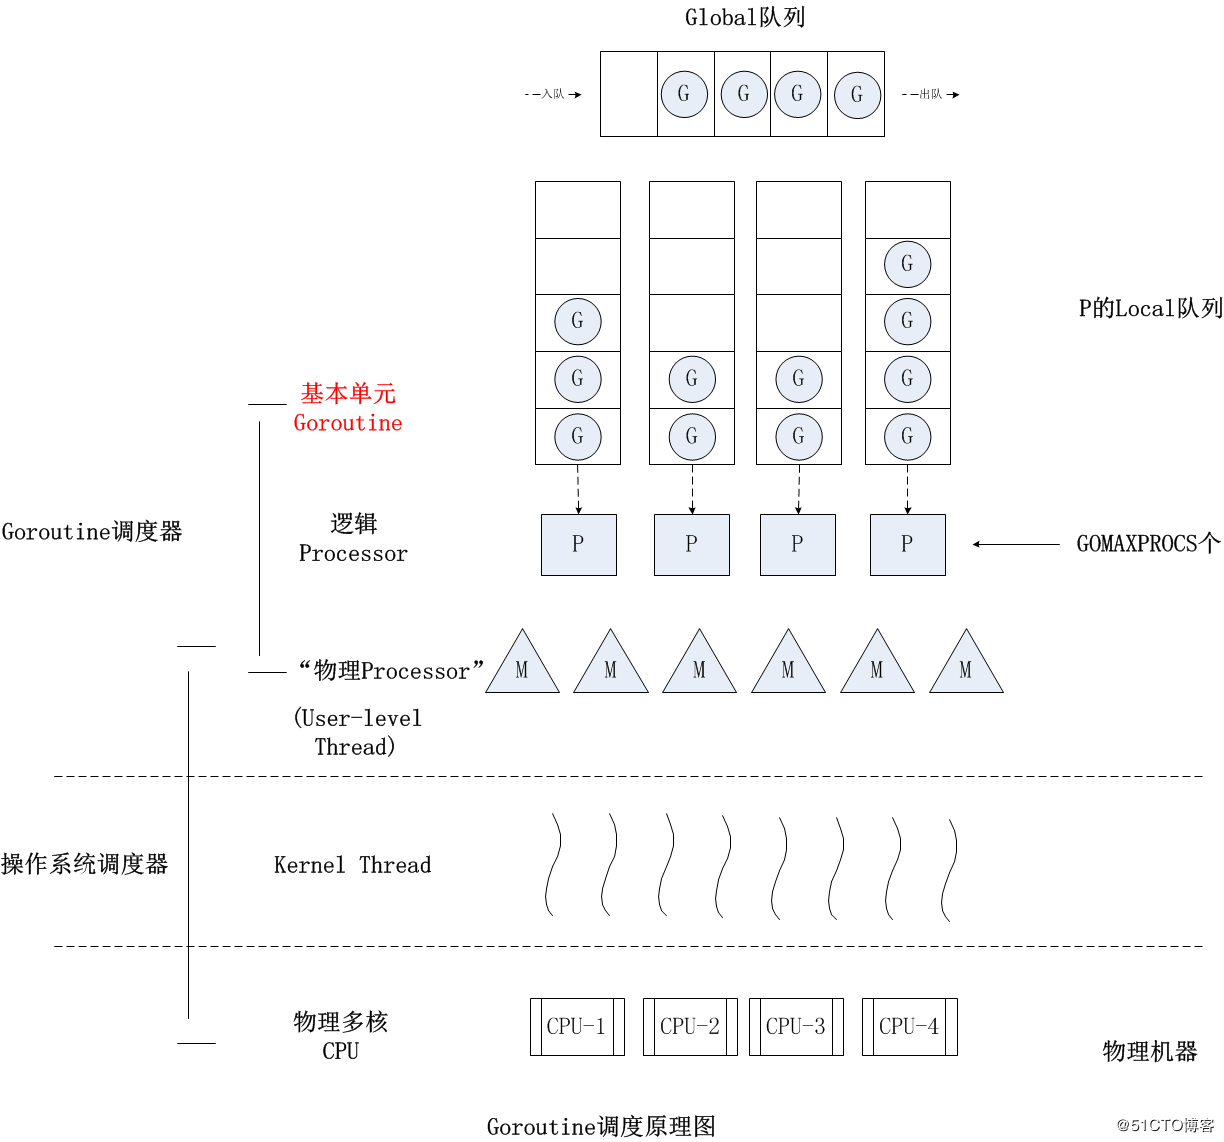 Global队列
--入队
G G G G
--出队
G
G G
P的Local队列
G G G G
基本单元
Goroutine
G G G G
Goroutine调度器
逻辑
Processor
P P P P
GOMAXPROCS个
“物理Processor”
M M M M M M
(User-level
Thread)
操作系统调度器
Kernel Thread
物理多核
CPU
CPU-1 CPU-2 CPU-3 CPU-4
物理机器
Goroutine调度原理图
@51CTO博客